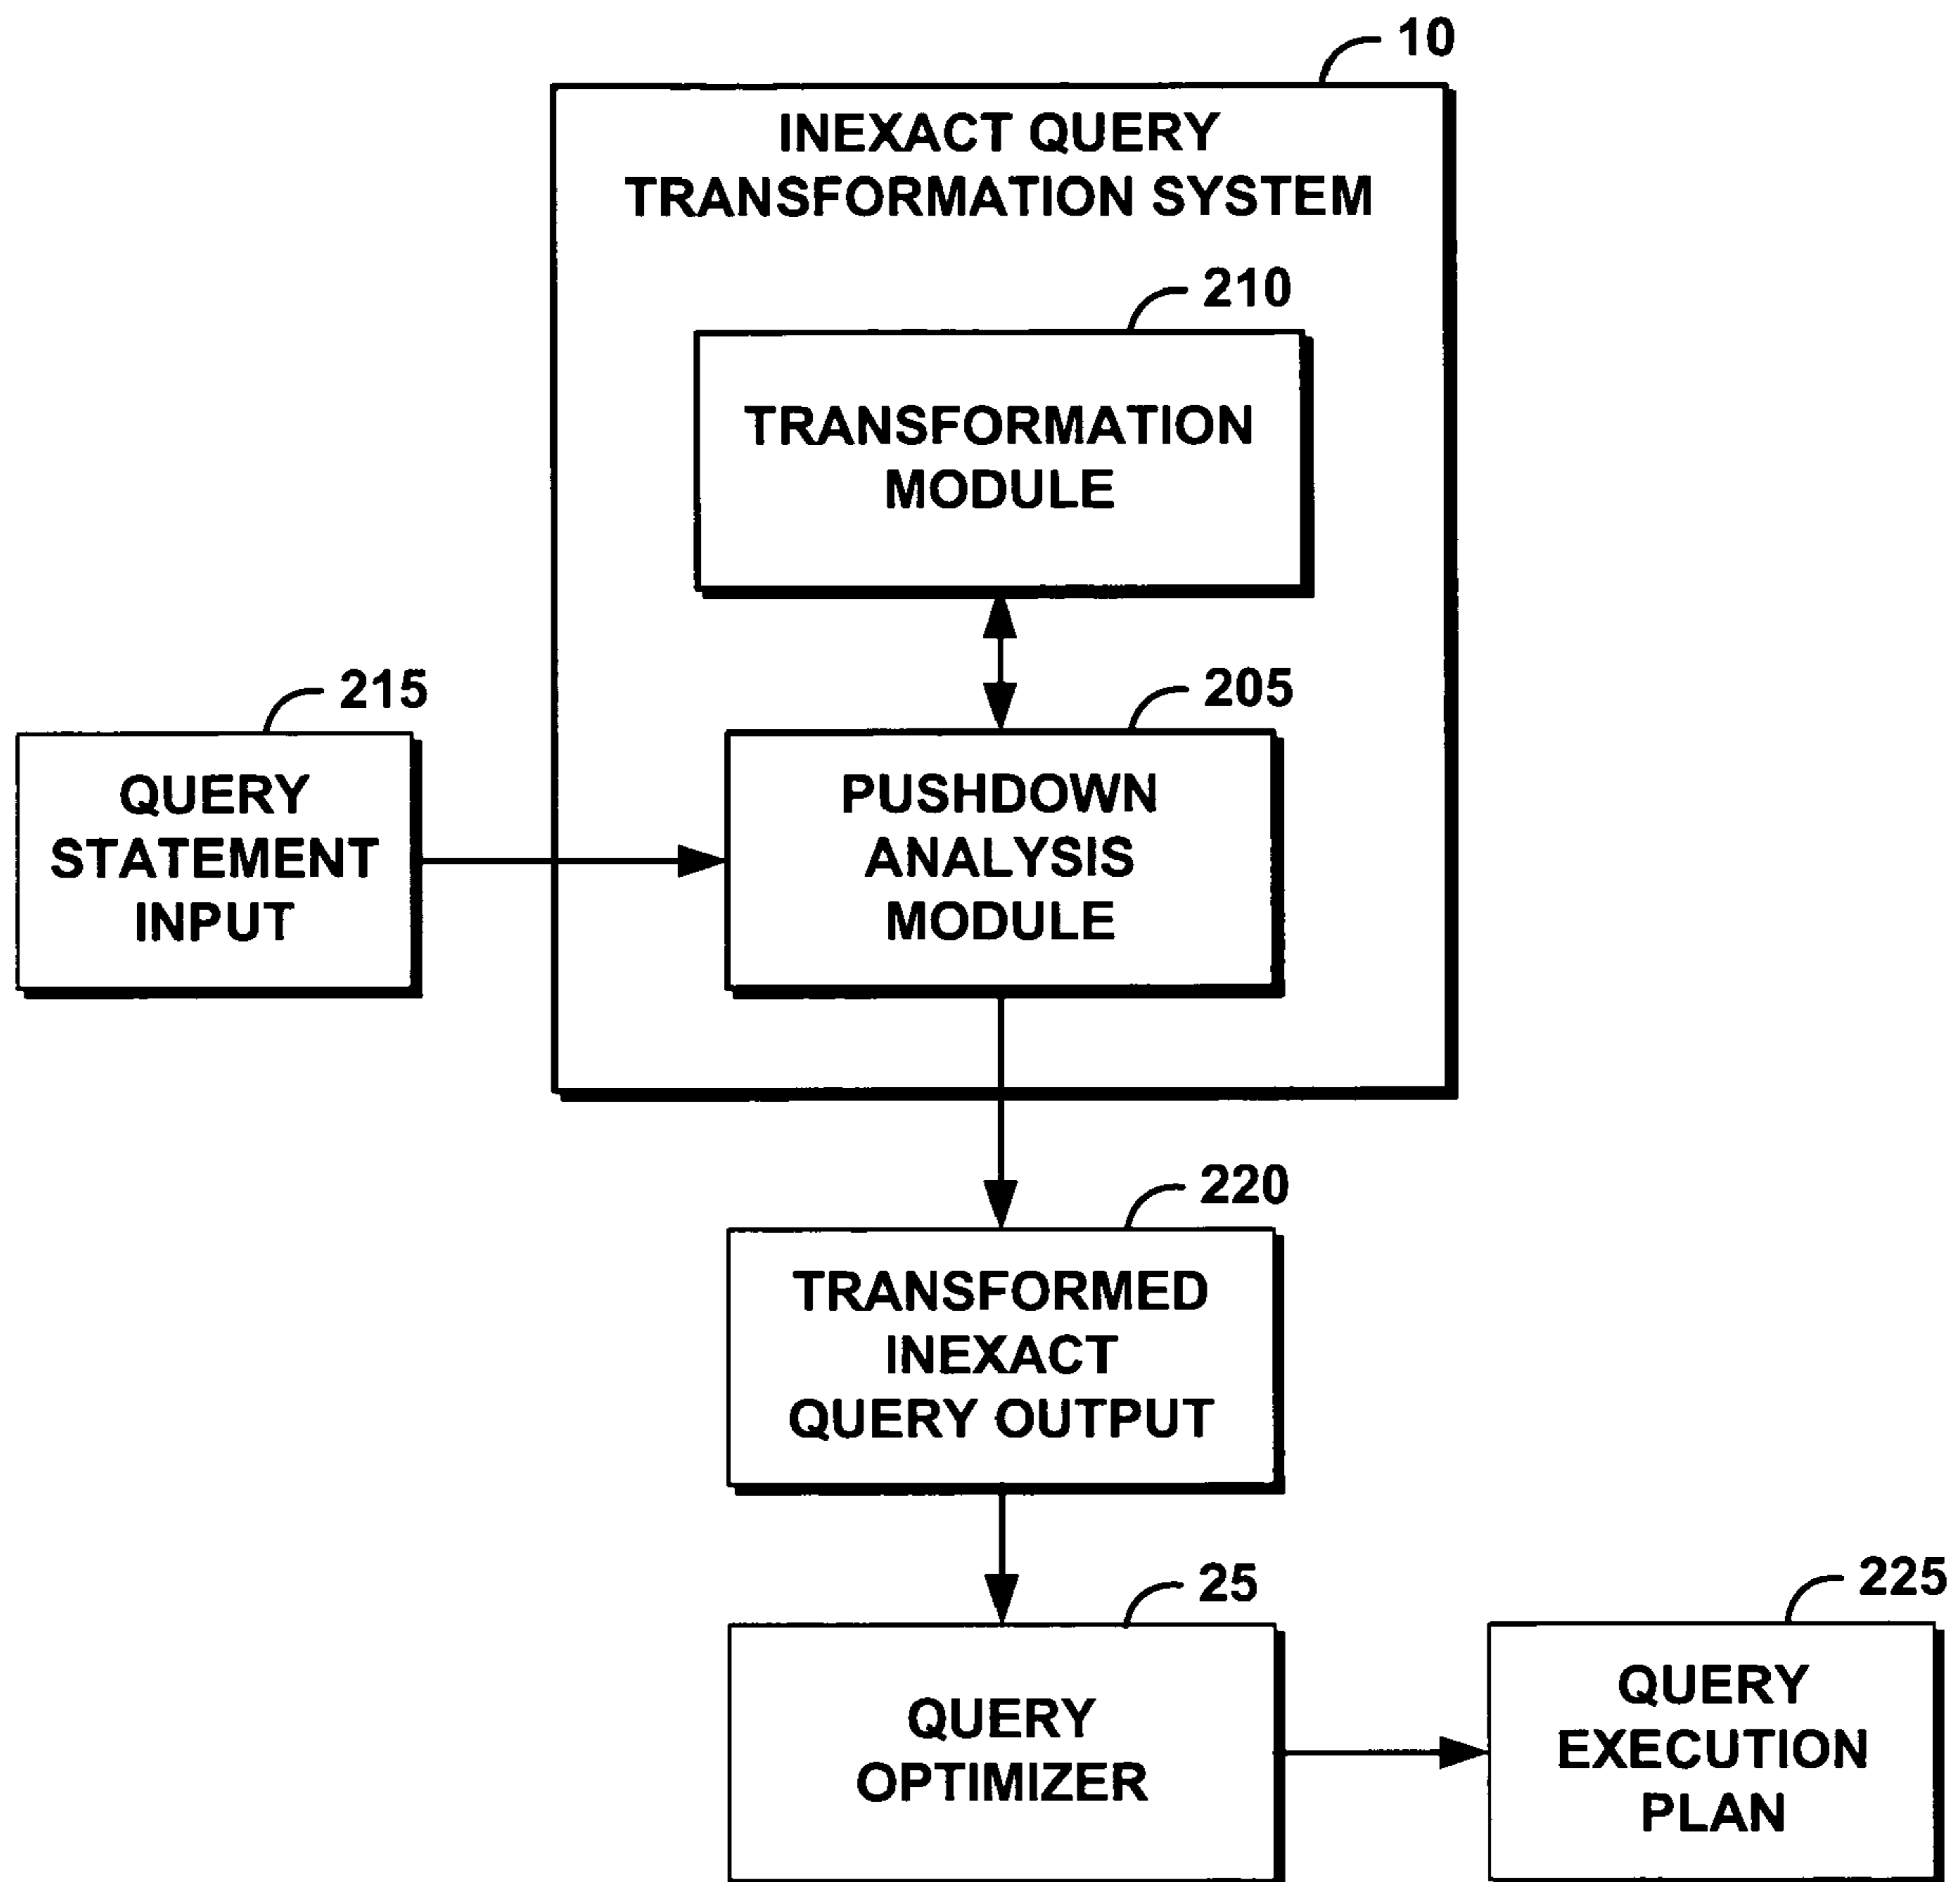 10
INEXACT QUERY
TRANSFORMATION SYSTEM
210
TRANSFORMATION
MODULE
215
205
QUERY
STATEMENT
INPUT
PUSHDOWN
ANALYSIS
MODULE
220
TRANSFORMED
INEXACT
QUERY OUTPUT
25
225
QUERY
OPTIMIZER
QUERY
EXECUTION
PLAN